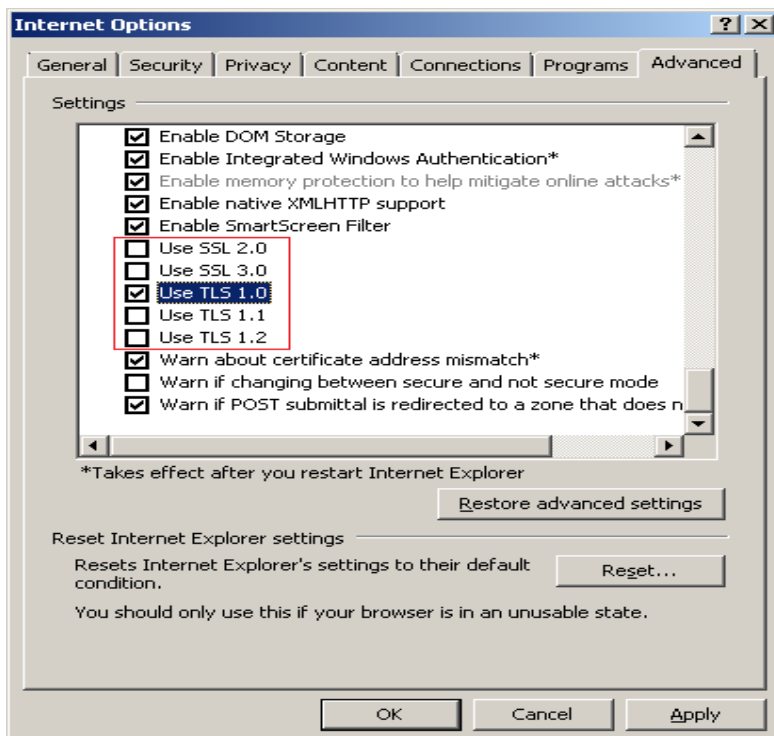 Internet Options
General Security Privacy Content Connections Programs Advanced
Settings
Enable DOM Storage
Enable Integrated Windows Authentication*
Enable memory protection to help mitigate online attacks*
Enable native XMLHTTP support
Enable SmartScreen Filter
Use SSL 2.0
Use SSL 3.0
Use TLS 1.0
Use TLS 1.1
Use TLS 1.2
Warn about certificate address mismatch*
Warn if changing between secure and not secure mode
Warn if POST submittal is redirected to a zone that does n
*Takes effect after you restart Internet Explorer
Restore advanced settings
Reset Internet Explorer settings
Resets Internet Explorer's settings to their default
condition.
Reset...
You should only use this if your browser is in an unusable state.
OK Cancel Apply